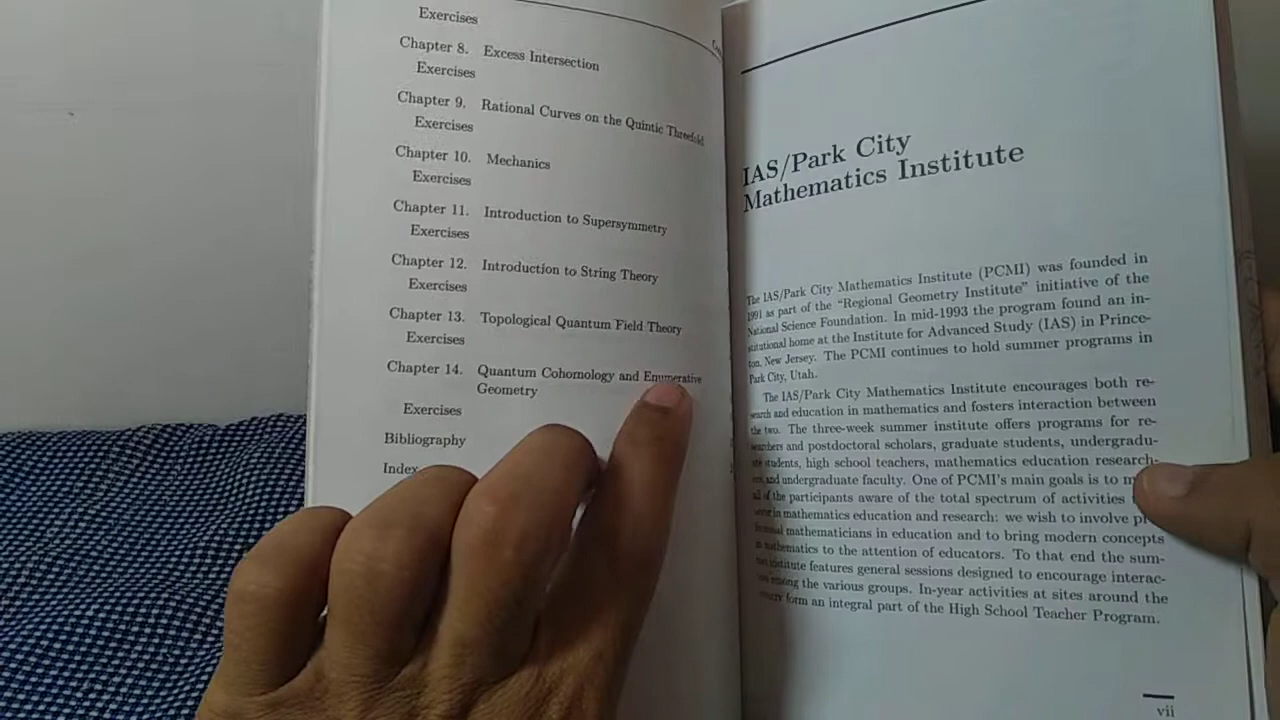 Exercises
Chapter 8. Excess Intersection
Exercises
Chapter 9. Rational Curves on the Quintic Threefold
Exercises
Chapter 10. Mechanics
Exercises
Chapter 11. Introduction to Supersymmetry
Exercises
Chapter 12. Introduction to String Theory
Exercises
Chapter 13. Topological Quantum Field Theory
Exercises
Chapter 14. Quantum Cohomology and Enumerative
Geometry
Exercises
Bibliography
Index
IAS/Park City
Mathematics Institute
The IAS/Park City Mathematics Institute (PCMI) was founded in
1991 as part of the “Regional Geometry Institute” initiative of the
National Science Foundation. In mid-1993 the program found an in-
stitutional home at the Institute for Advanced Study (IAS) in Prince-
ton, New Jersey. The PCMI continues to hold summer programs in
Park City, Utah.
The IAS/Park City Mathematics Institute encourages both re-
search and education in mathematics and fosters interaction between
the two. The three-week summer institute offers programs for re-
searchers and postdoctoral scholars, graduate students, undergradu-
ate students, high school teachers, mathematics education research-
ers, and undergraduate faculty. One of PCMI's main goals is to
all of the participants aware of the total spectrum of activities
in mathematics education and research: we wish to involve
mathematicians in education and to bring modern concepts
in mathematics to the attention of educators. To that end the sum-
mer institute features general sessions designed to encourage interac-
tion among the various groups. In-year activities at sites around the
country form an integral part of the High School Teacher Program.
vii